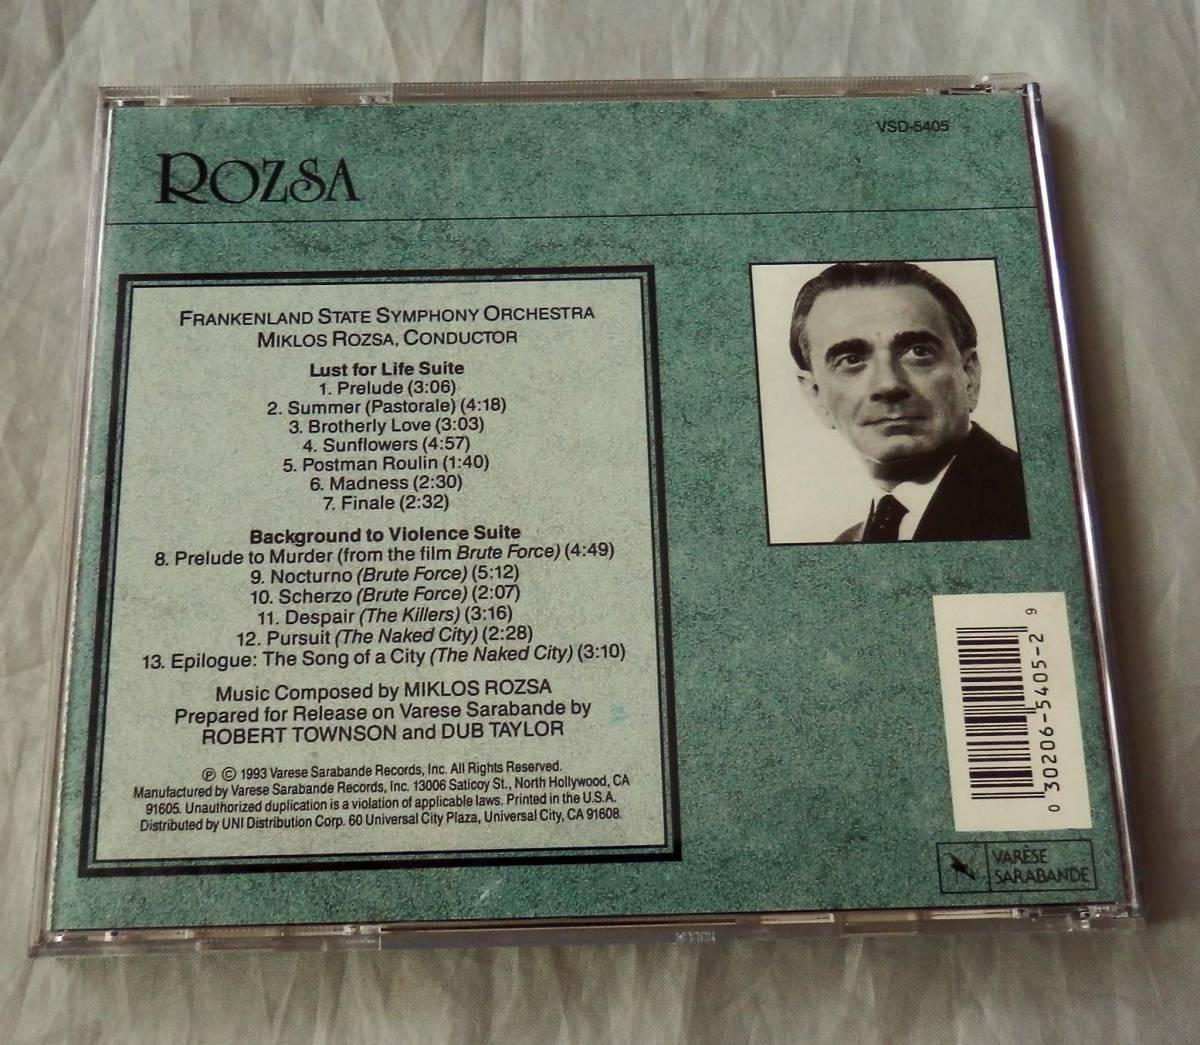 VSD-5405
ROZSA
FRANKENLAND STATE SYMPHONY ORCHESTRA
MIKLOS ROZSA, CONDUCTOR
Lust for Life Suite
1. Prelude (3:06)
2. Summer (Pastorale) (4:18)
3. Brotherly Love (3:03)
4. Sunflowers (4:57)
5. Postman Roulin (1:40)
6. Madness (2:30)
7. Finale (2:32)
Background to Violence Suite
8. Prelude to Murder (from the film Brute Force) (4:49)
9. Nocturno (Brute Force) (5:12)
10. Scherzo (Brute Force) (2:07)
11. Despair (The Killers) (3:16)
12. Pursuit (The Naked City) (2:28)
13. Epilogue: The Song of a City (The Naked City) (3:10)
Music Composed by MIKLOS ROZSA
Prepared for Release on Varese Sarabande by
ROBERT TOWNSON and DUB TAYLOR
℗ © 1993 Varese Sarabande Records, Inc. All Rights Reserved.
Manufactured by Varese Sarabande Records, Inc. 13006 Saticoy St., North Hollywood, CA
91605. Unauthorized duplication is a violation of applicable laws. Printed in the U.S.A.
Distributed by UNI Distribution Corp. 60 Universal City Plaza, Universal City, CA 91608.
0 30206-5405-2 9
VARÈSE
SARABANDE